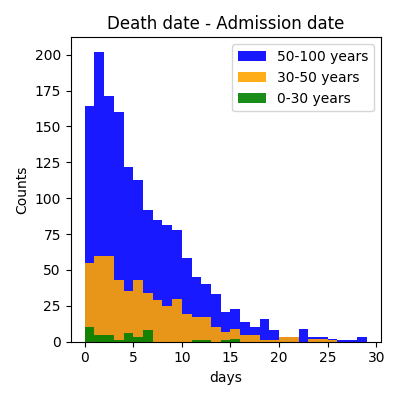 Death date - Admission date
50-100 years
30-50 years
0-30 years
Counts
200
175
150
125
100
75
50
25
0
0 5 10 15 20 25 30
days